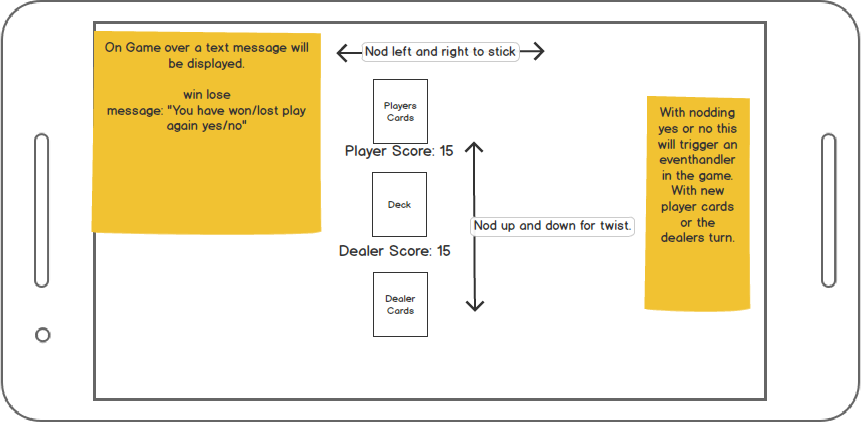 On Game over a text message will
be displayed.
win lose
message: "You have won/lost play
again yes/no"
Nod left and right to stick
Players
Cards
Player Score: 15
Deck
Nod up and down for twist.
Dealer Score: 15
Dealer
Cards
With nodding
yes or no this
will trigger an
eventhandler
in the game.
With new
player cards
or the
dealers turn.